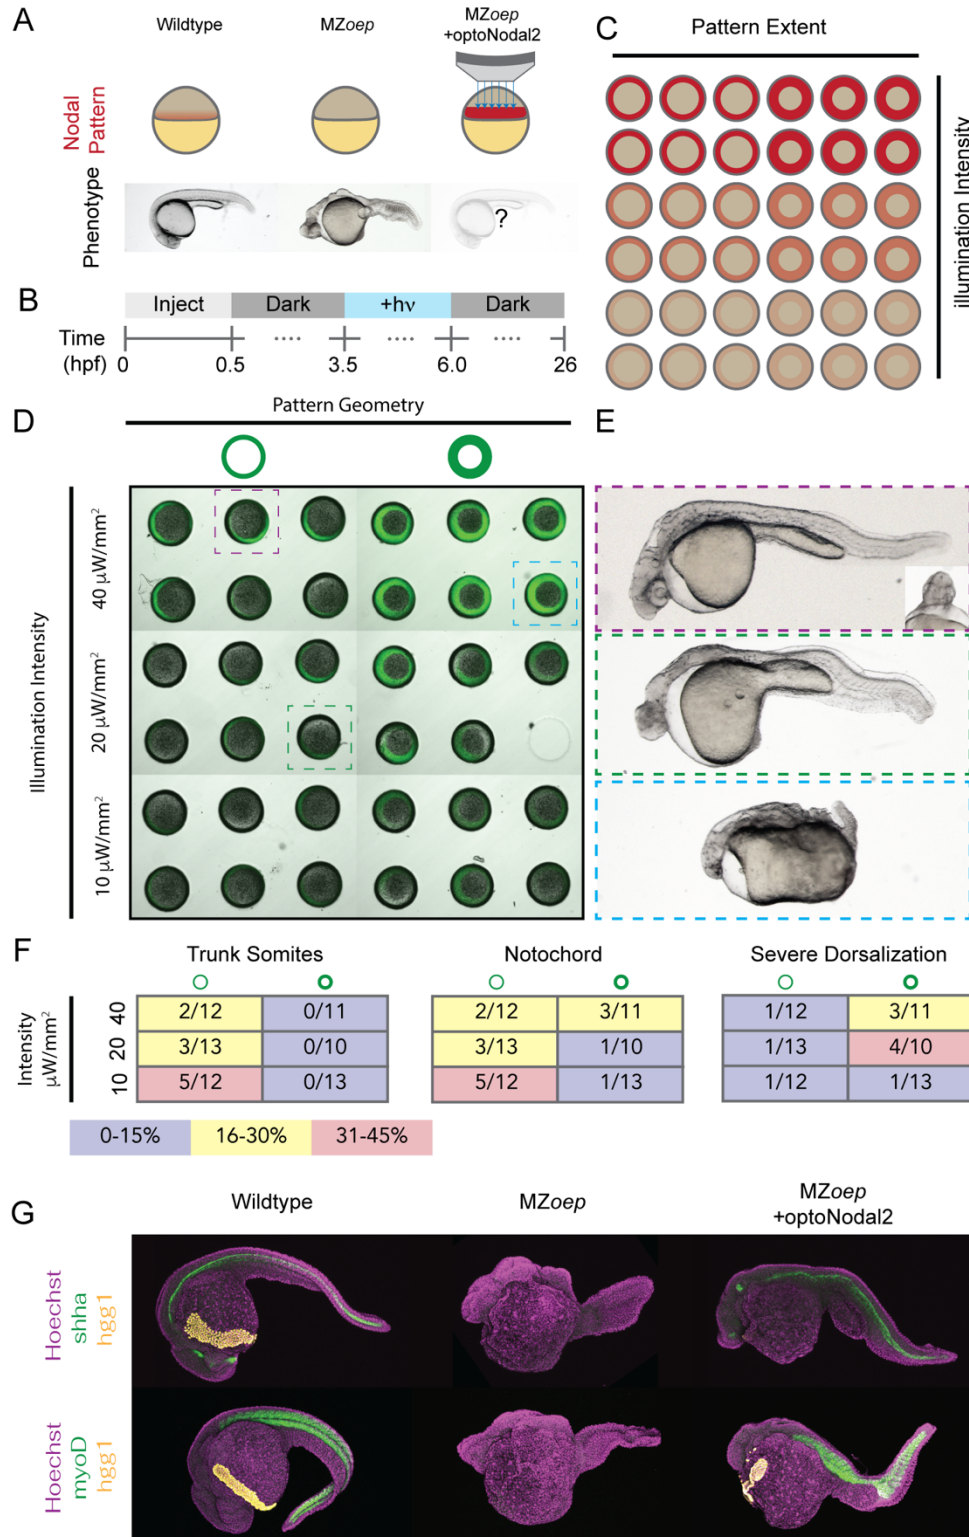 A
Wildtype
MZoep
MZoep
+optoNodal2
Nodal
Pattern
Phenotype
?
B
Inject
Dark
+hν
Dark
Time
(hpf)
0
0.5
3.5
6.0
26
C
Pattern Extent
illumination Intensity
D
Pattern Geometry
Illumination Intensity
40 μW/mm²
20 μW/mm²
10 μW/mm²
E
F
Trunk Somites
Notochord
Severe Dorsalization
Intensity
μW/mm²
40
2/12
0/11
2/12
3/11
1/12
3/11
20
3/13
0/10
3/13
1/10
1/13
4/10
10
5/12
0/13
5/12
1/13
1/12
1/13
0-15%
16-30%
31-45%
G
Wildtype
MZoep
MZoep
+optoNodal2
Hoechst
shha
hgg1
Hoechst
myoD
hgg1